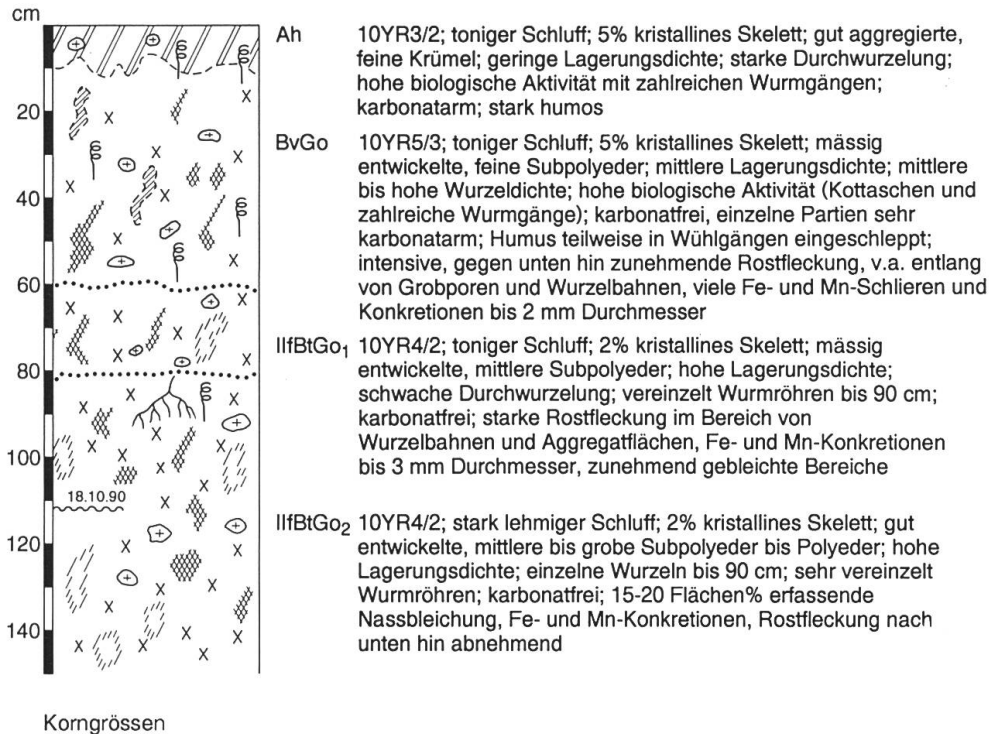 cm
20
40
60
80
100
120
140
18.10.90
Ah 10YR3/2; toniger Schluff; 5% kristallines Skelett; gut aggregierte,
feine Krümel; geringe Lagerungsdichte; starke Durchwurzelung;
hohe biologische Aktivität mit zahlreichen Wurmgängen;
karbonatarm; stark humos
BvGo 10YR5/3; toniger Schluff; 5% kristallines Skelett; mässig
entwickelte, feine Subpolyeder; mittlere Lagerungsdichte; mittlere
bis hohe Wurzeldichte; hohe biologische Aktivität (Kottaschen und
zahlreiche Wurmgänge); karbonatfrei, einzelne Partien sehr
karbonatarm; Humus teilweise in Wühlgängen eingeschleppt;
intensive, gegen unten hin zunehmende Rostfleckung, v.a. entlang
von Grobporen und Wurzelbahnen, viele Fe- und Mn-Schlieren und
Konkretionen bis 2 mm Durchmesser
IIfBtGo1 10YR4/2; toniger Schluff; 2% kristallines Skelett; mässig
entwickelte, mittlere Subpolyeder; hohe Lagerungsdichte;
schwache Durchwurzelung; vereinzelt Wurmröhren bis 90 cm;
karbonatfrei; starke Rostfleckung im Bereich von
Wurzelbahnen und Aggregatflächen, Fe- und Mn-Konkretionen
bis 3 mm Durchmesser, zunehmend gebleichte Bereiche
IIfBtGo2 10YR4/2; stark lehmiger Schluff; 2% kristallines Skelett; gut
entwickelte, mittlere bis grobe Subpolyeder bis Polyeder; hohe
Lagerungsdichte; einzelne Wurzeln bis 90 cm; sehr vereinzelt
Wurmröhren; karbonatfrei; 15-20 Flächen% erfassende
Nassbleichung, Fe- und Mn-Konkretionen, Rostfleckung nach
unten hin abnehmend
Korngrössen